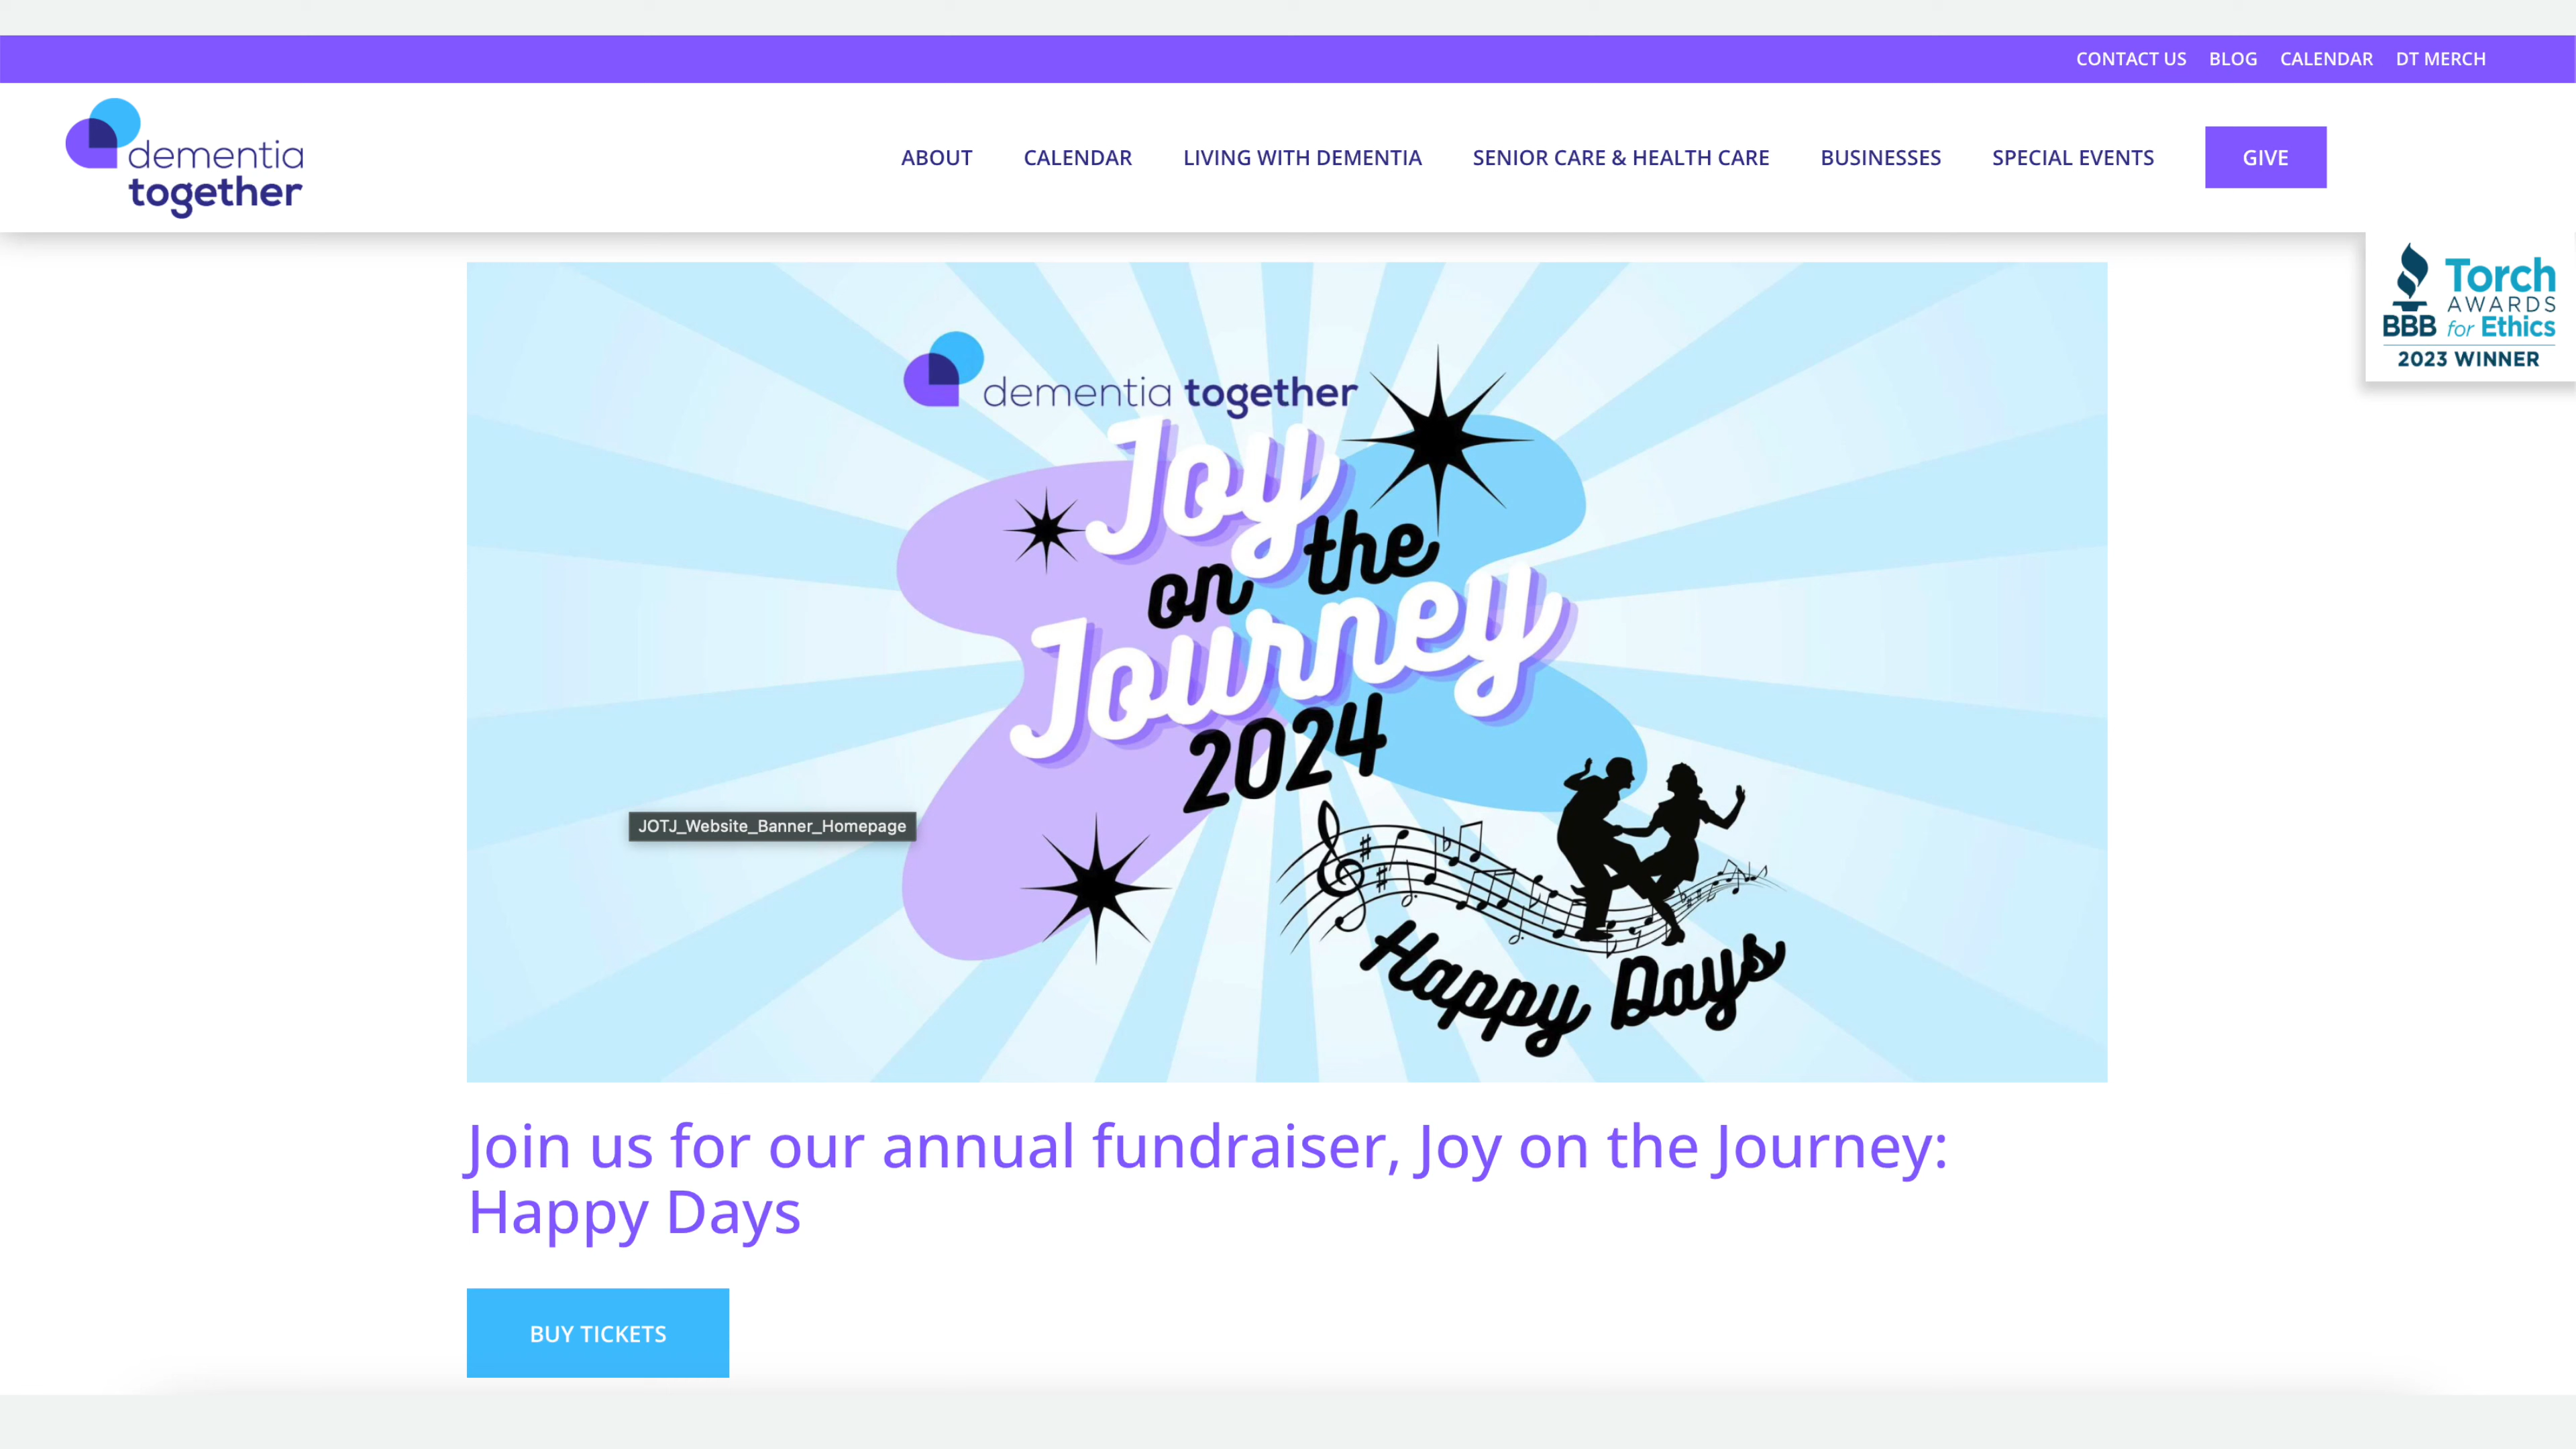 CONTACT US BLOG CALENDAR DT MERCH
dementia
together
ABOUT CALENDAR LIVING WITH DEMENTIA SENIOR CARE & HEALTH CARE BUSINESSES SPECIAL EVENTS GIVE
Torch
AWARDS
BBB for Ethics
2023 WINNER
dementia together
Joy
on the
Journey
2024
JOTJ_Website_Banner_Homepage
Happy Days
Join us for our annual fundraiser, Joy on the Journey:
Happy Days
BUY TICKETS